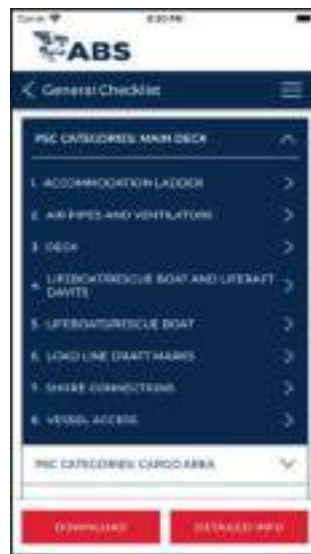 ABS
General Checklist
PSC CATEGORIES: MAIN DECK
1. ACCOMMODATION LADDER
2. AIR PIPES AND VENTILATORS
3. DECK
4. LIFEBOAT/RESCUE BOAT AND LIFERAFT
DAVITS
5. LIFEBOATS/RESCUE BOAT
6. LOAD LINE DRAFT MARKS
7. SHORE CONNECTIONS
8. VESSEL ACCESS
PSC CATEGORIES: CARGO AREA
DOWNLOAD
DETAILED INFO